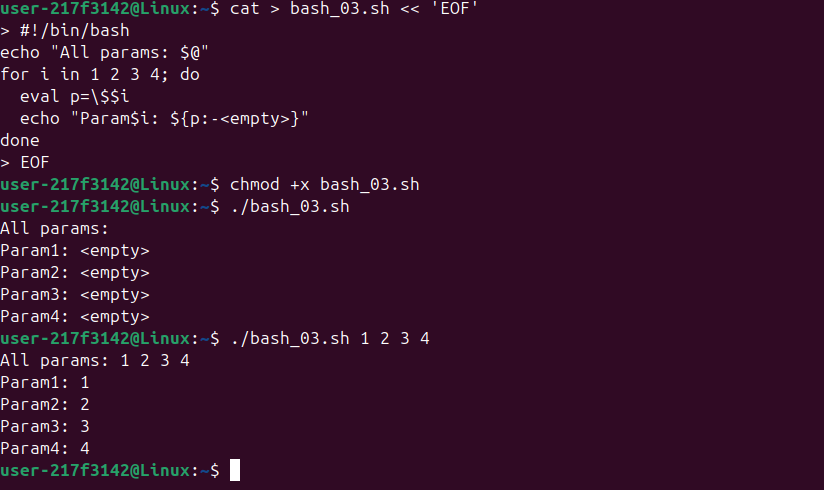 user-217f3142@Linux:~$ cat > bash_03.sh << 'EOF'
> #!/bin/bash
echo "All params: $@"
for i in 1 2 3 4; do
  eval p=\$$i
  echo "Param$i: ${p:-<empty>}"
done
> EOF
user-217f3142@Linux:~$ chmod +x bash_03.sh
user-217f3142@Linux:~$ ./bash_03.sh
All params:
Param1: <empty>
Param2: <empty>
Param3: <empty>
Param4: <empty>
user-217f3142@Linux:~$ ./bash_03.sh 1 2 3 4
All params: 1 2 3 4
Param1: 1
Param2: 2
Param3: 3
Param4: 4
user-217f3142@Linux:~$